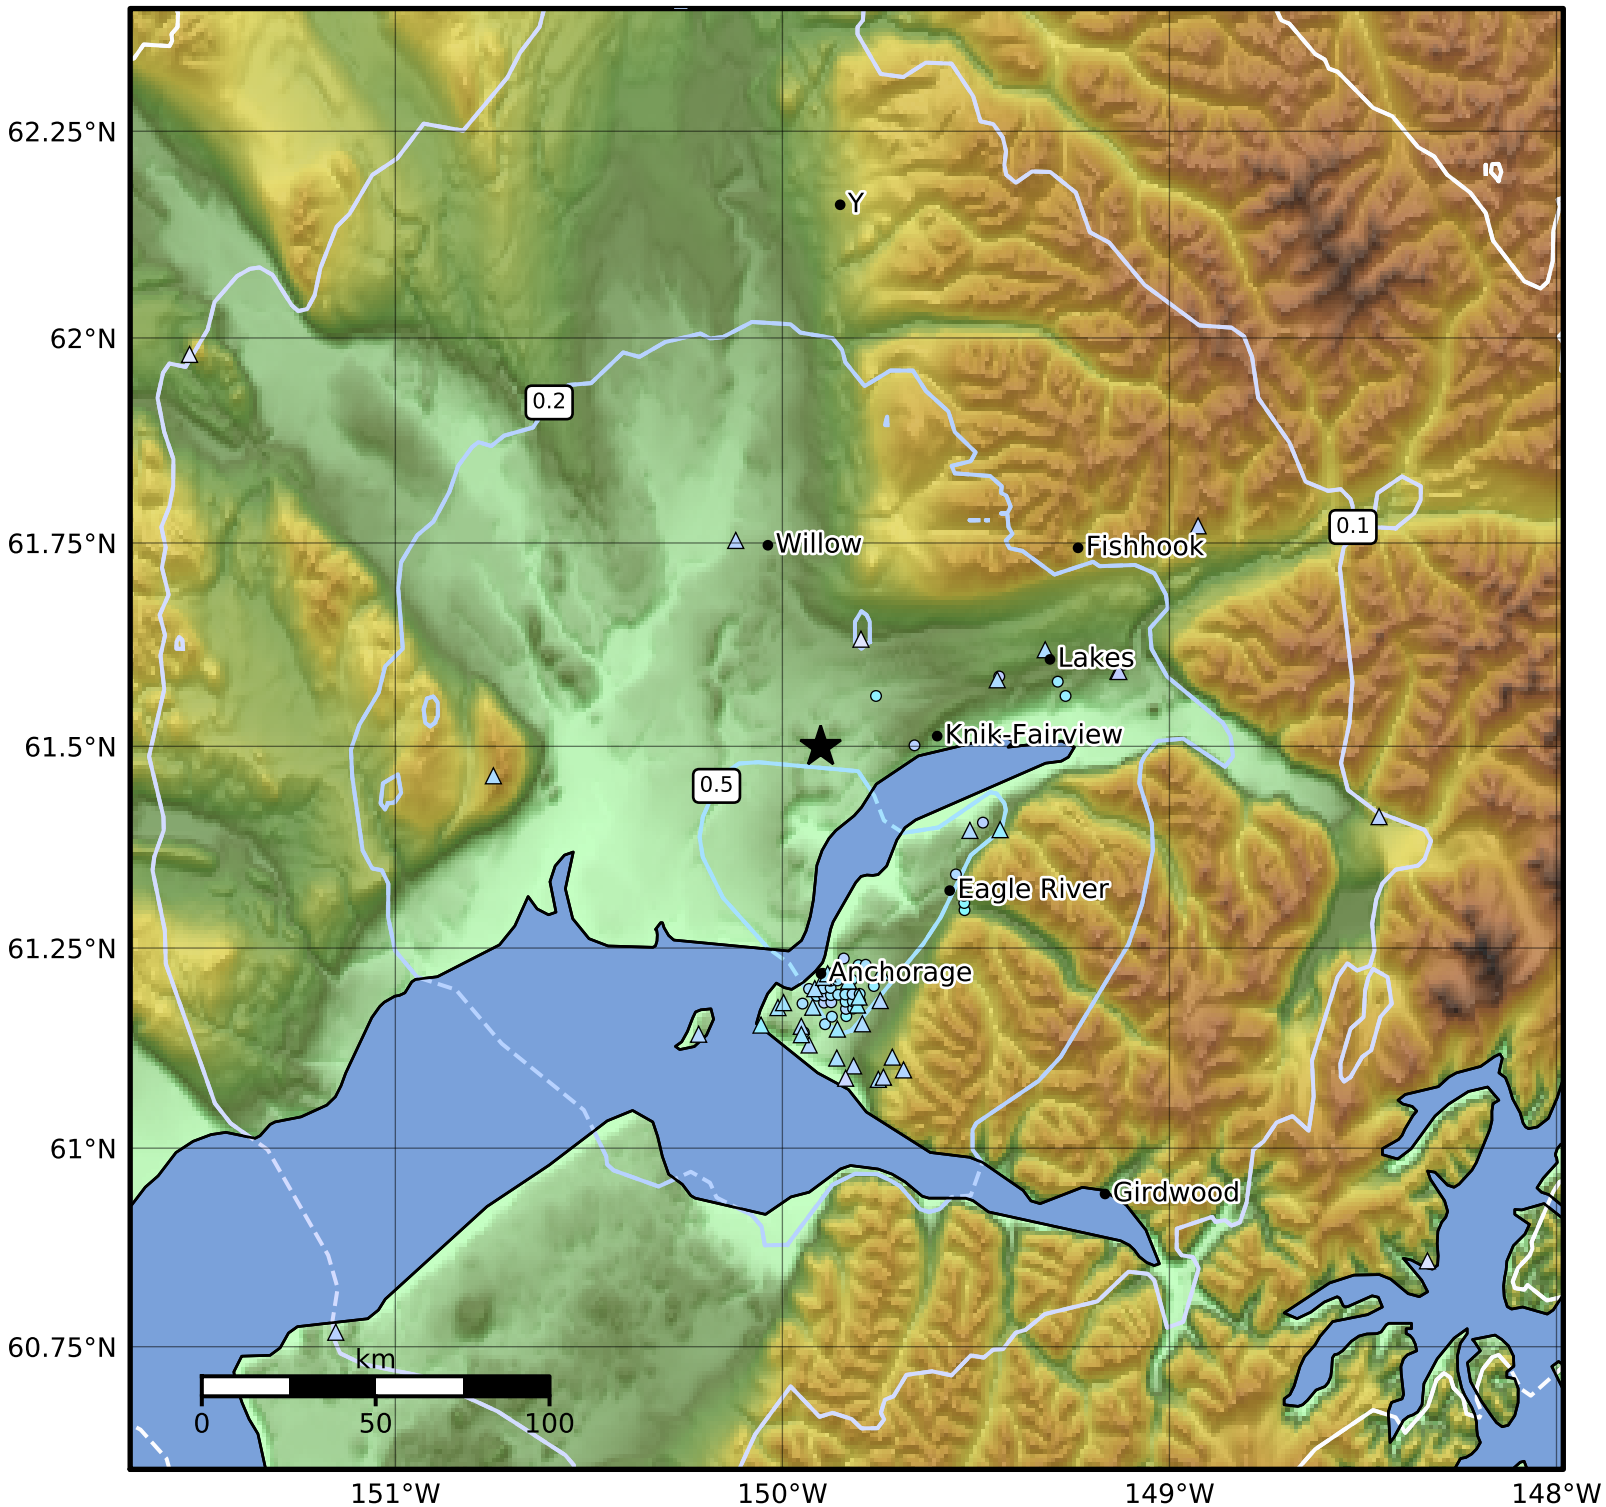 62.25°N
Y
62°N
0.2
0.1
61.75°N
Willow
Fishhook
Lakes
61.5°N
Knik-Fairview
0.5
Eagle River
61.25°N
Anchorage
61°N
Girdwood
60.75°N
km
0 50 100
151°W 150°W 149°W 148°W